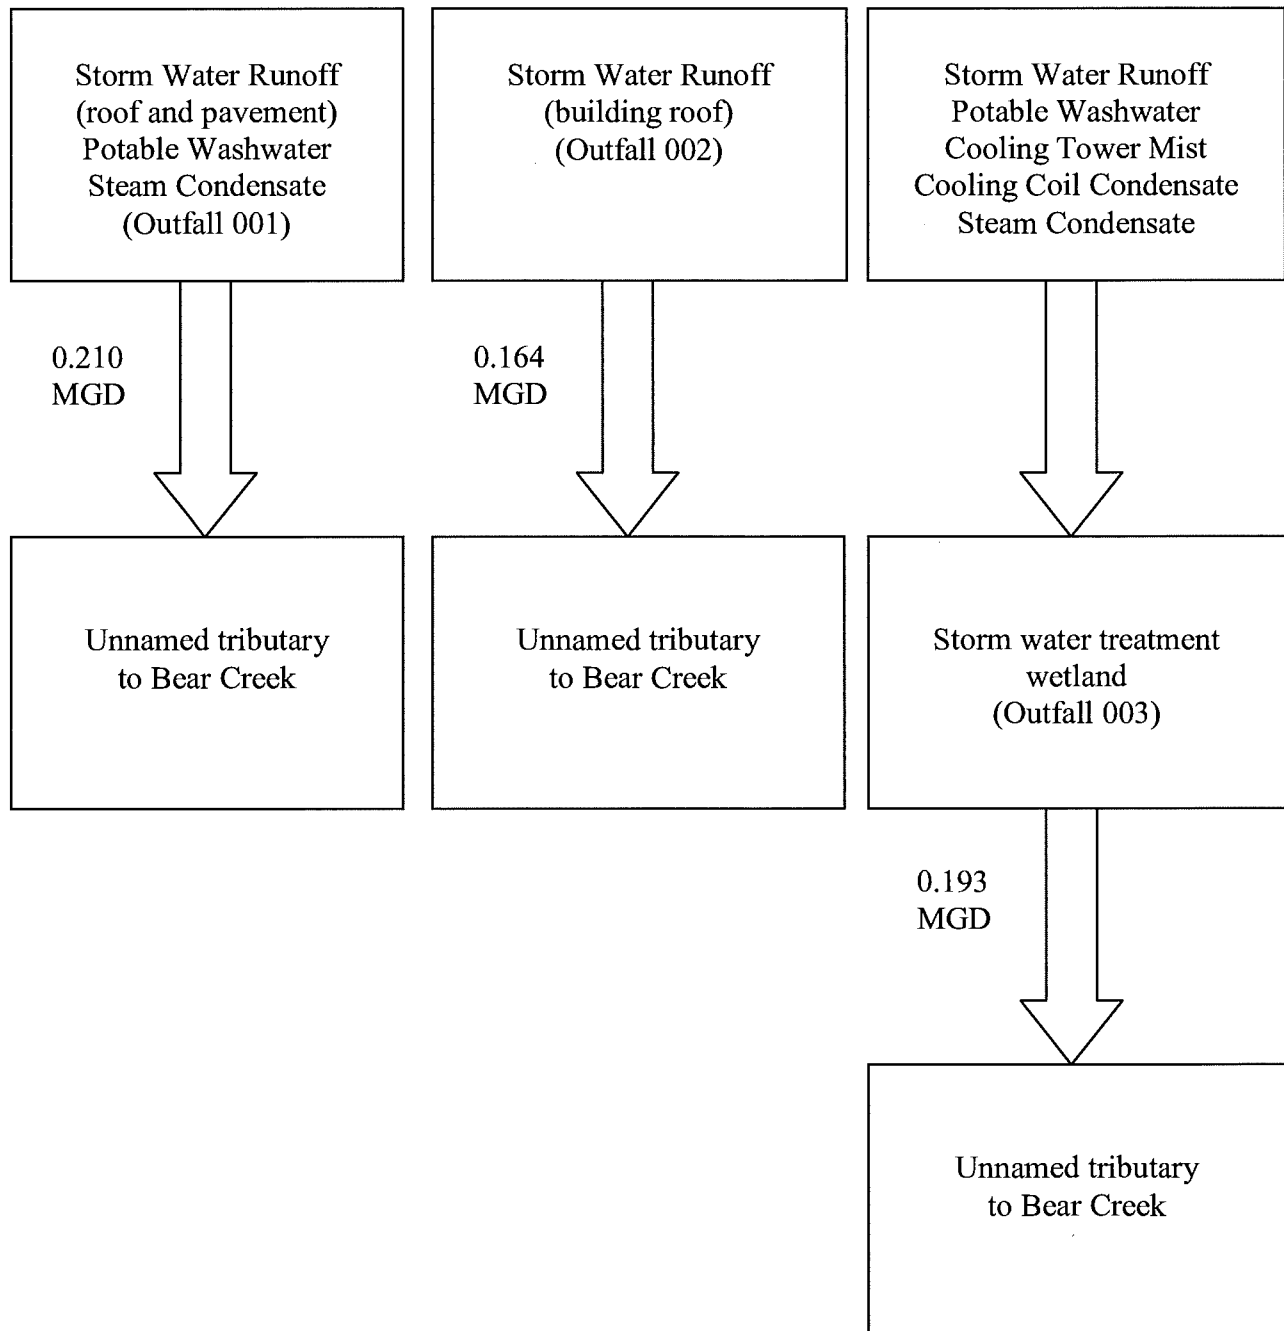 Storm Water Runoff
(roof and pavement)
Potable Washwater
Steam Condensate
(Outfall 001)
Storm Water Runoff
(building roof)
(Outfall 002)
Storm Water Runoff
Potable Washwater
Cooling Tower Mist
Cooling Coil Condensate
Steam Condensate
0.210
MGD
0.164
MGD
Unnamed tributary
to Bear Creek
Unnamed tributary
to Bear Creek
Storm water treatment
wetland
(Outfall 003)
0.193
MGD
Unnamed tributary
to Bear Creek